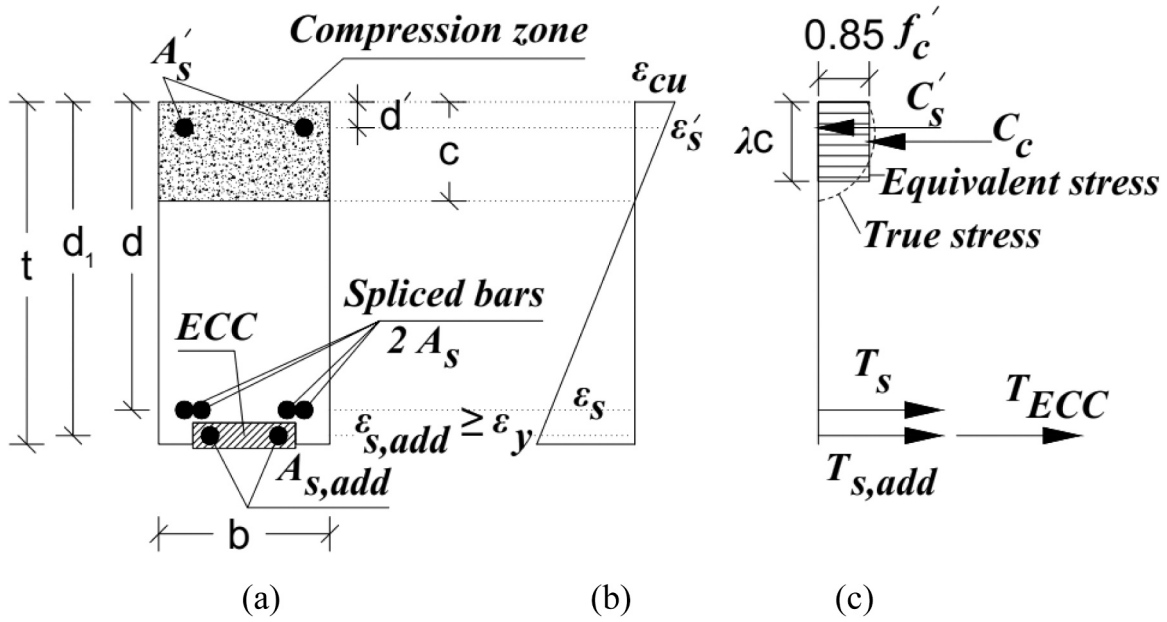 Compression zone
A's
t
d₁
d
d'
c
ECC
Spliced bars
2 As
As,add
b
εcu
ε's
εs
εs,add ≥ εy
0.85 fc'
C's
Cc
λc
Equivalent stress
True stress
Ts
TECC
Ts,add
(a)
(b)
(c)